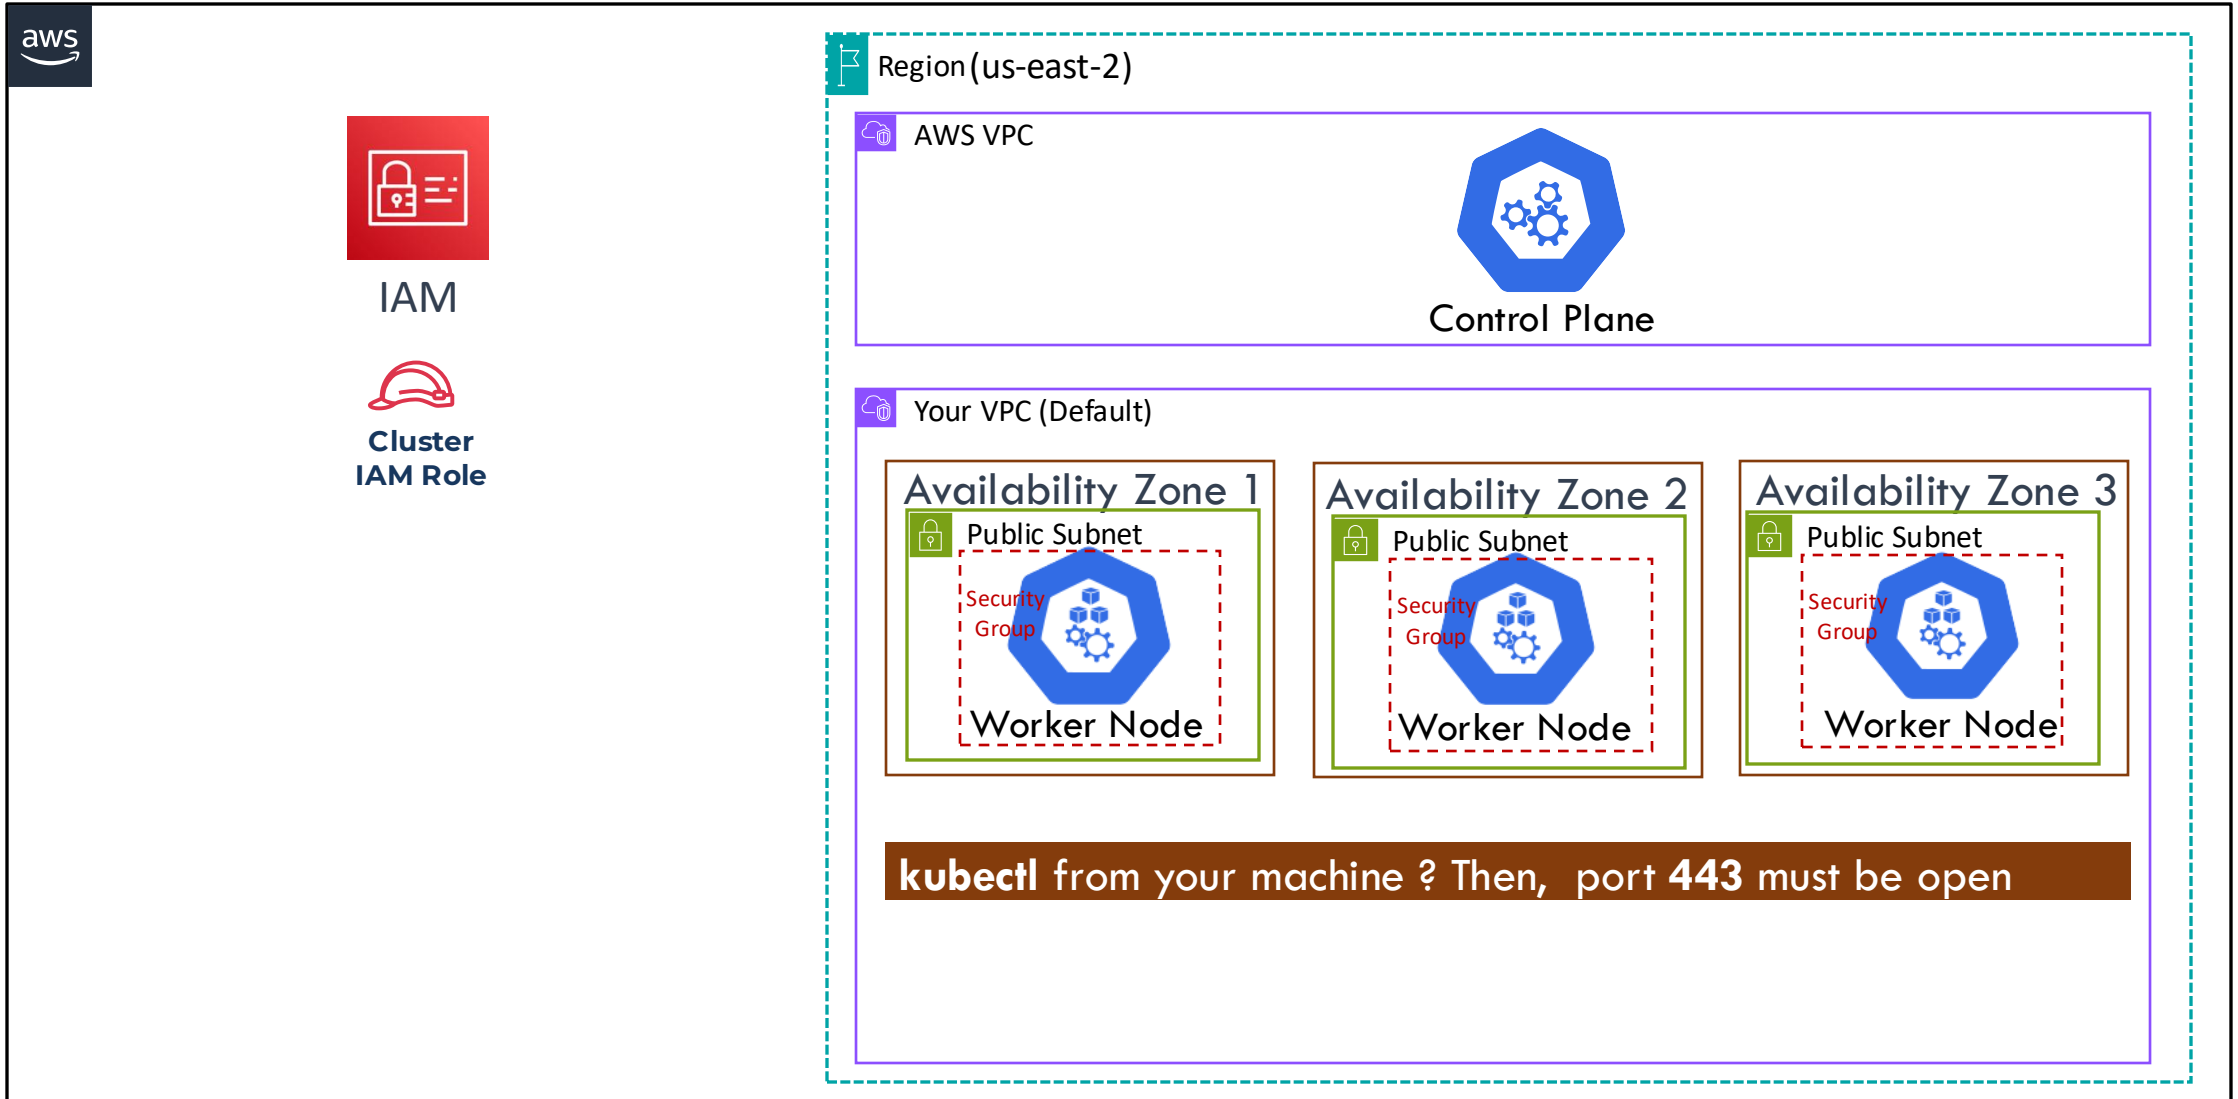 aws
IAM
Cluster
IAM Role
Region (us-east-2)
AWS VPC
Control Plane
Your VPC (Default)
Availability Zone 1
Public Subnet
Security
Group
Worker Node
Availability Zone 2
Public Subnet
Security
Group
Worker Node
Availability Zone 3
Public Subnet
Security
Group
Worker Node
kubectl from your machine ? Then, port 443 must be open